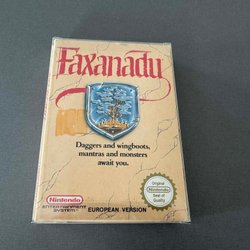 Faxanadu
Daggers and wingboots,
mantras and monsters
await you.
Original
Nintendo
Seal of
Quality
Nintendo
ENTERTAINMENT
SYSTEM
EUROPEAN VERSION